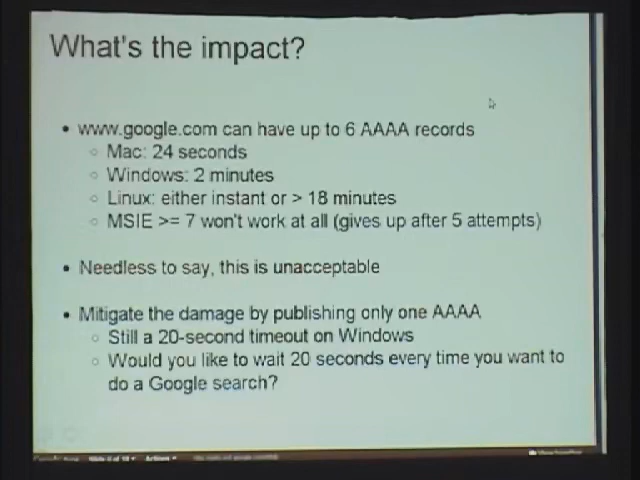 What's the impact?
• www.google.com can have up to 6 AAAA records
○ Mac: 24 seconds
○ Windows: 2 minutes
○ Linux: either instant or > 18 minutes
○ MSIE >= 7 won't work at all (gives up after 5 attempts)
• Needless to say, this is unacceptable
• Mitigate the damage by publishing only one AAAA
○ Still a 20-second timeout on Windows
○ Would you like to wait 20 seconds every time you want to
do a Google search?
Actions